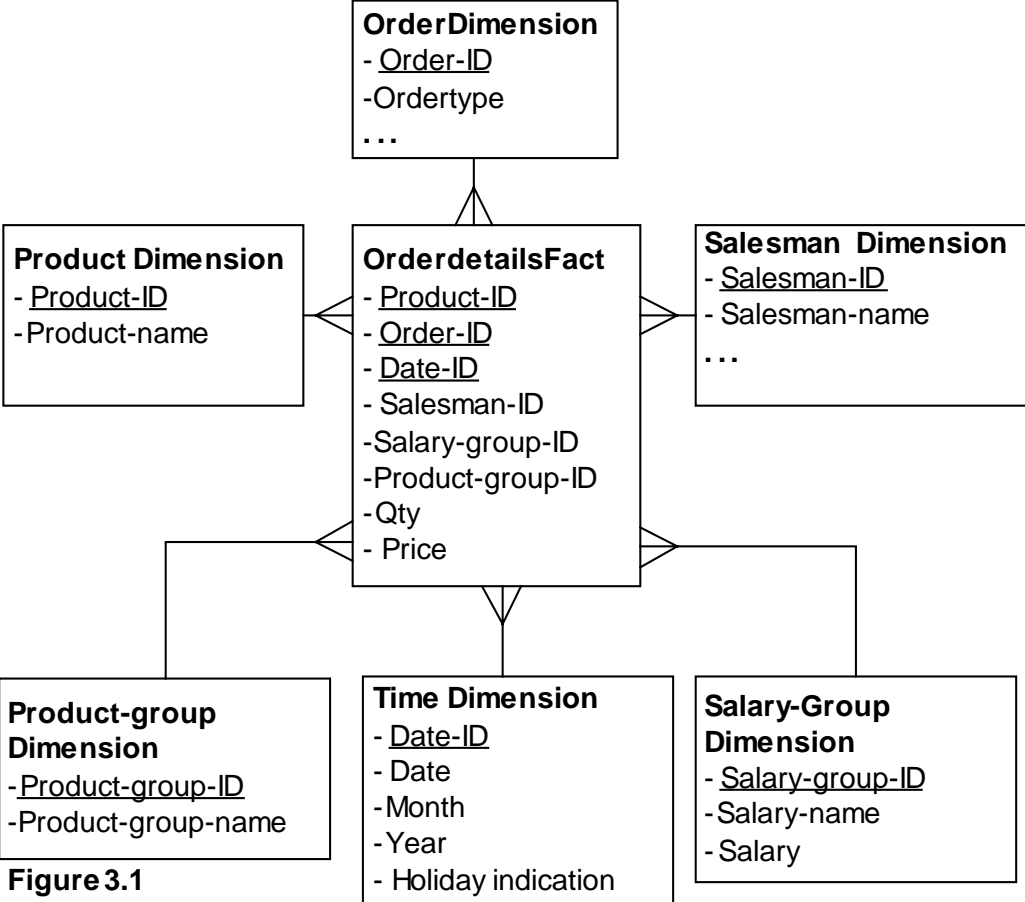 OrderDimension
- Order-ID
-Ordertype
...
Product Dimension
- Product-ID
-Product-name
OrderdetailsFact
- Product-ID
- Order-ID
- Date-ID
- Salesman-ID
-Salary-group-ID
-Product-group-ID
-Qty
- Price
Salesman Dimension
- Salesman-ID
- Salesman-name
...
Product-group
Dimension
-Product-group-ID
-Product-group-name
Time Dimension
- Date-ID
- Date
-Month
-Year
- Holiday indication
Salary-Group
Dimension
- Salary-group-ID
-Salary-name
- Salary
Figure 3.1